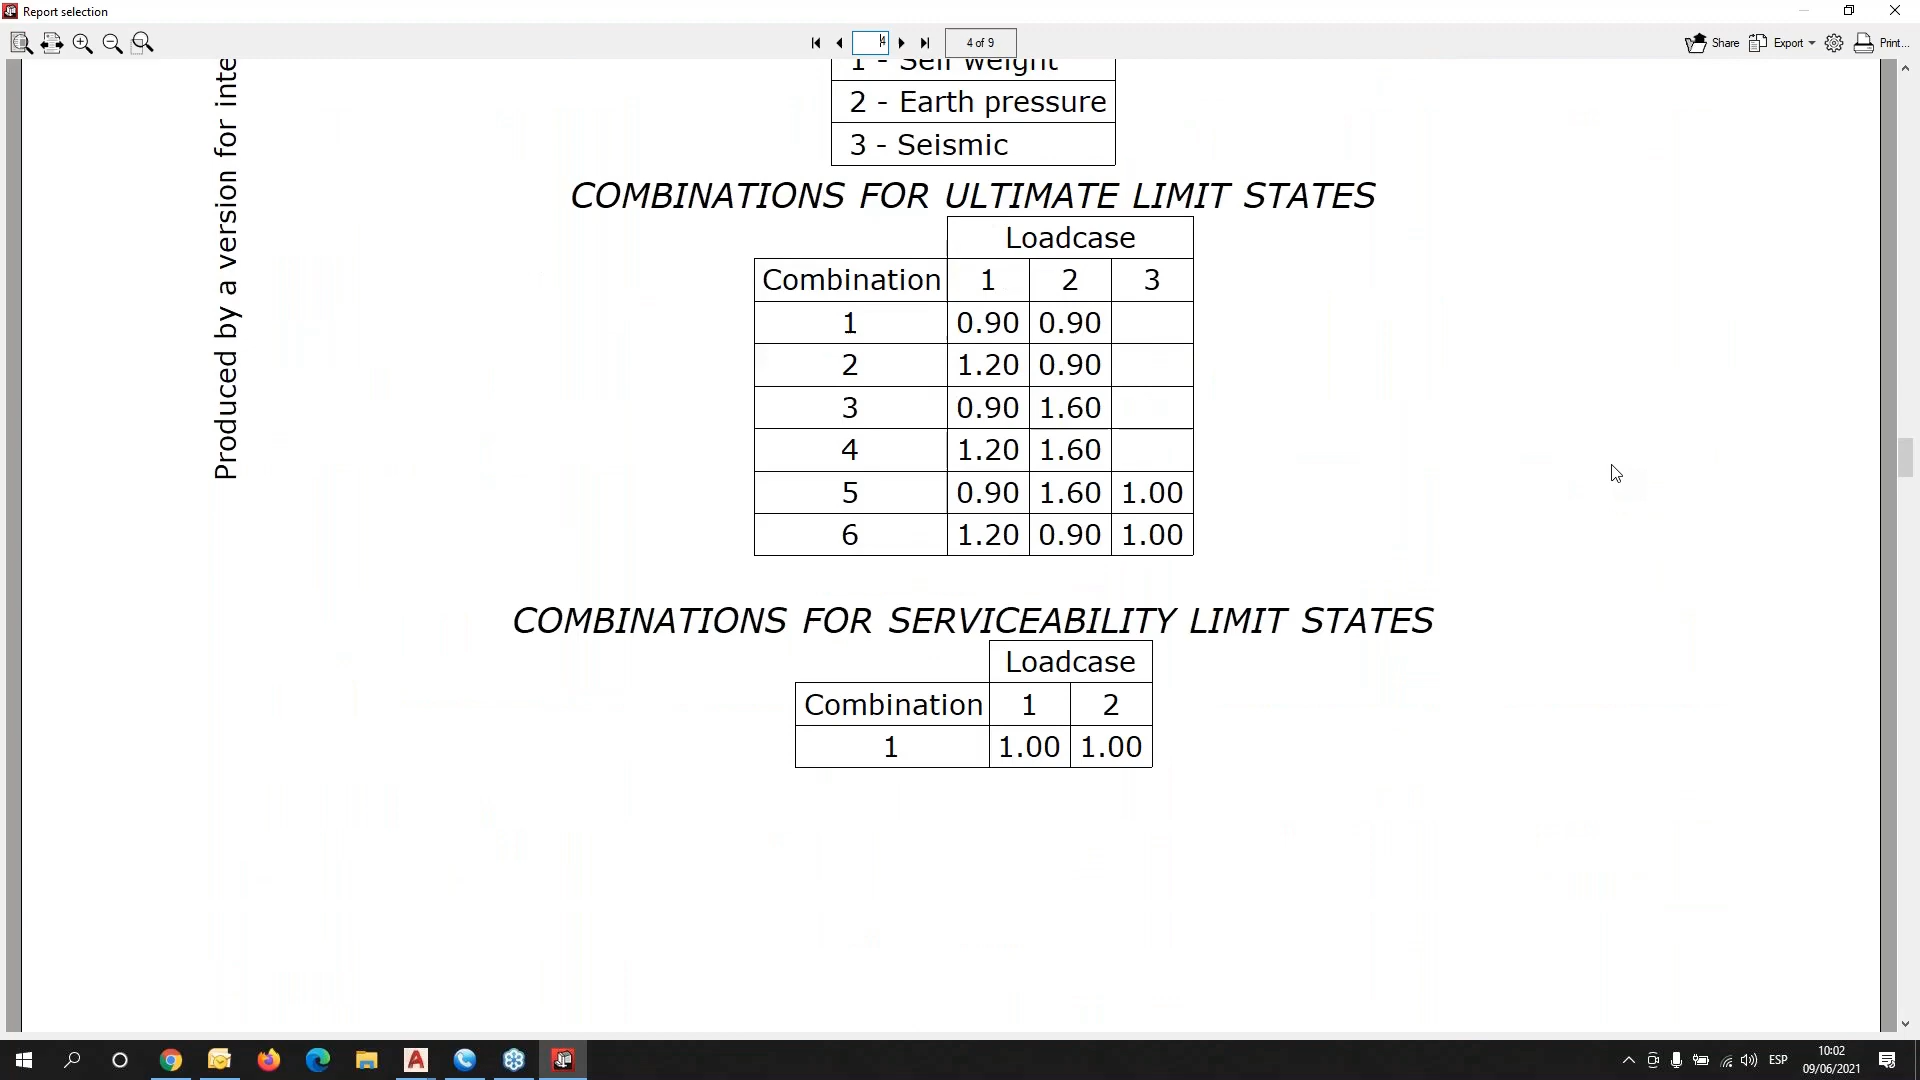 Report selection
4
4 of 9
Share
Export
Print...
Produced by a version for inte
1 - Self weight
2 - Earth pressure
3 - Seismic
COMBINATIONS FOR ULTIMATE LIMIT STATES
Loadcase
Combination 1 2 3
1 0.90 0.90
2 1.20 0.90
3 0.90 1.60
4 1.20 1.60
5 0.90 1.60 1.00
6 1.20 0.90 1.00
COMBINATIONS FOR SERVICEABILITY LIMIT STATES
Loadcase
Combination 1 2
1 1.00 1.00
ESP
10:02
09/06/2021